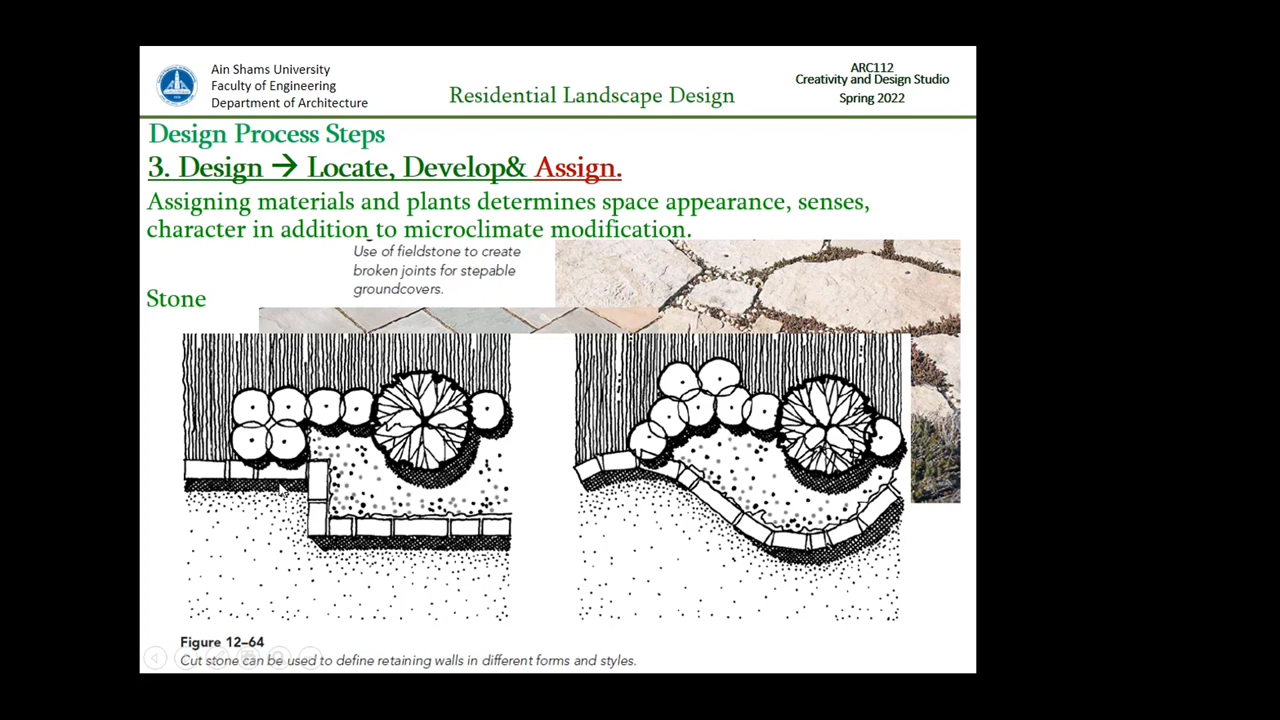 Ain Shams University
Faculty of Engineering
Department of Architecture
Residential Landscape Design
ARC112
Creativity and Design Studio
Spring 2022
Design Process Steps
3. Design → Locate, Develop& Assign.
Assigning materials and plants determines space appearance, senses,
character in addition to microclimate modification.
Use of fieldstone to create
broken joints for stepable
groundcovers.
Stone
Figure 12–64
Cut stone can be used to define retaining walls in different forms and styles.